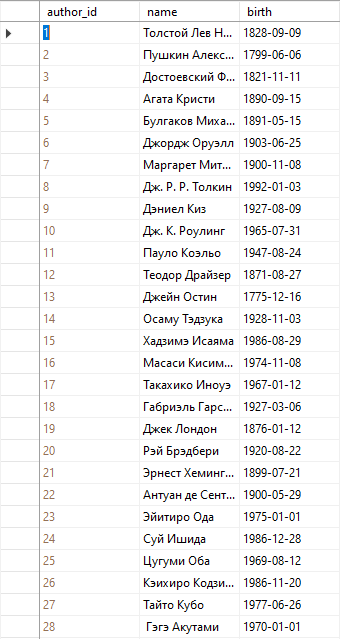 author_id name birth
1 Толстой Лев Н... 1828-09-09
2 Пушкин Алекс... 1799-06-06
3 Достоевский Ф... 1821-11-11
4 Агата Кристи 1890-09-15
5 Булгаков Миха... 1891-05-15
6 Джордж Оруэлл 1903-06-25
7 Маргарет Мит... 1900-11-08
8 Дж. Р. Р. Толкин 1992-01-03
9 Дэниел Киз 1927-08-09
10 Дж. К. Роулинг 1965-07-31
11 Пауло Коэльо 1947-08-24
12 Теодор Драйзер 1871-08-27
13 Джейн Остин 1775-12-16
14 Осаму Тэдзука 1928-11-03
15 Хадзимэ Исаяма 1986-08-29
16 Масаси Кисим... 1974-11-08
17 Такахико Иноуэ 1967-01-12
18 Габриэль Гарс... 1927-03-06
19 Джек Лондон 1876-01-12
20 Рэй Брэдбери 1920-08-22
21 Эрнест Хеминг... 1899-07-21
22 Антуан де Сент... 1900-05-29
23 Эйитиро Ода 1975-01-01
24 Суй Ишида 1986-12-28
25 Цугуми Оба 1969-08-12
26 Кэихиро Кодзи... 1986-11-20
27 Тайто Кубо 1977-06-26
28 Гэгэ Акутами 1970-01-01